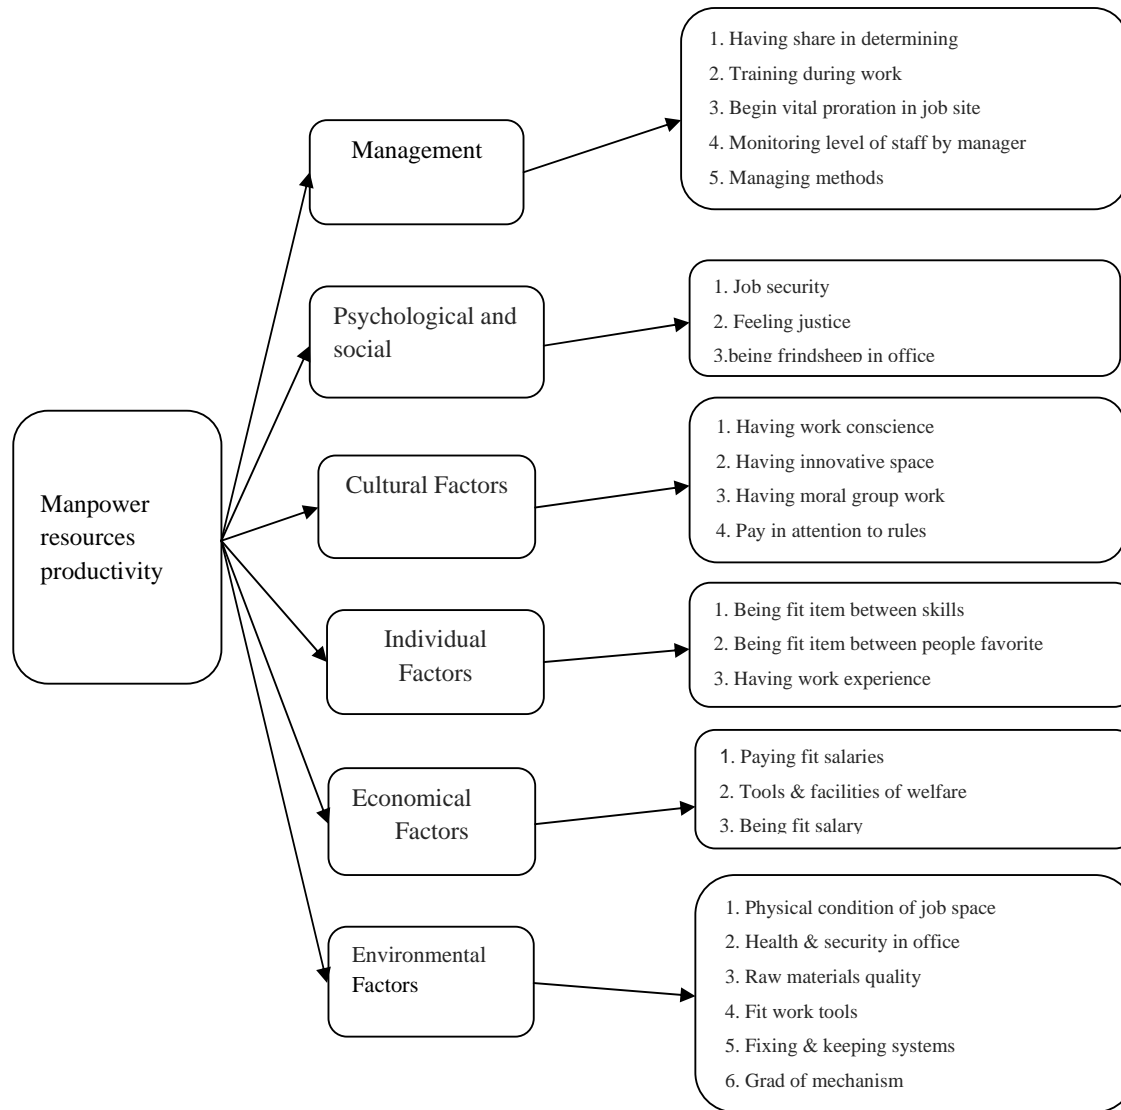 Manpower
resources
productivity
Management
1. Having share in determining
2. Training during work
3. Begin vital proration in job site
4. Monitoring level of staff by manager
5. Managing methods
Psychological and
social
1. Job security
2. Feeling justice
3.being frindsheep in office
Cultural Factors
1. Having work conscience
2. Having innovative space
3. Having moral group work
4. Pay in attention to rules
Individual
Factors
1. Being fit item between skills
2. Being fit item between people favorite
3. Having work experience
Economical
Factors
1. Paying fit salaries
2. Tools & facilities of welfare
3. Being fit salary
Environmental
Factors
1. Physical condition of job space
2. Health & security in office
3. Raw materials quality
4. Fit work tools
5. Fixing & keeping systems
6. Grad of mechanism